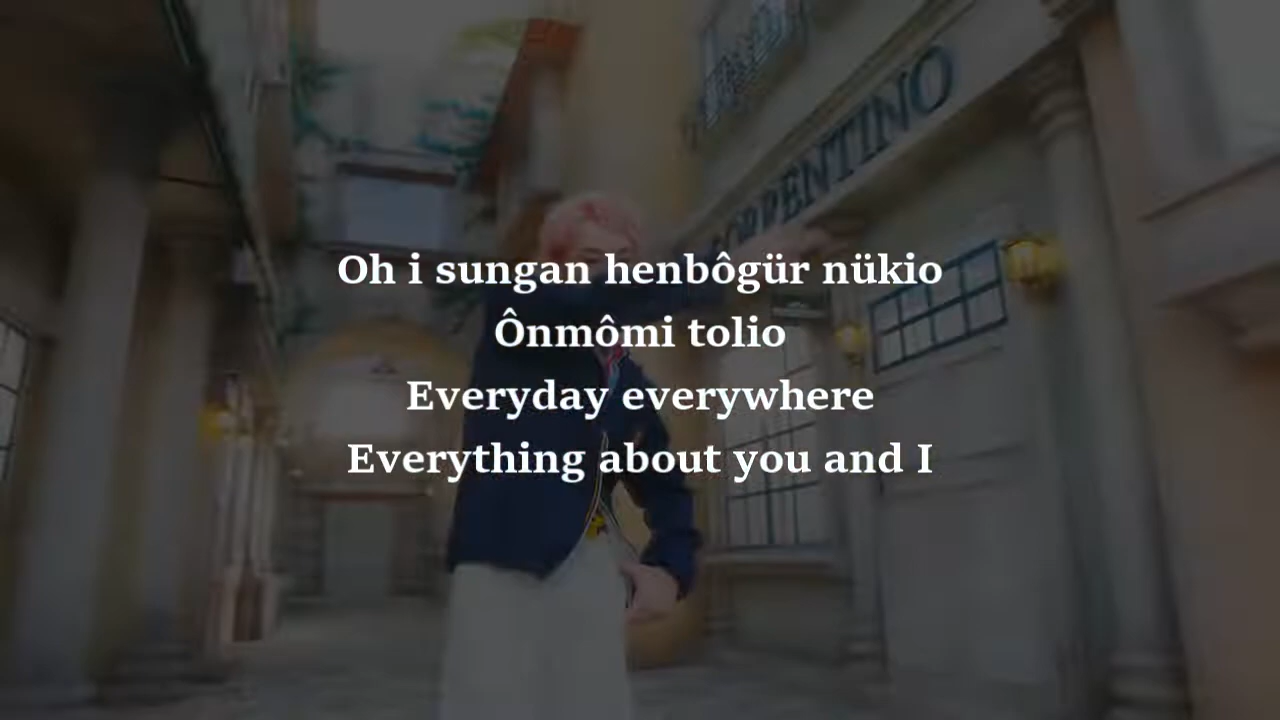 SORRENTINO
Oh i sungan henbôgür nükio
Ônmômi tolio
Everyday everywhere
Everything about you and I